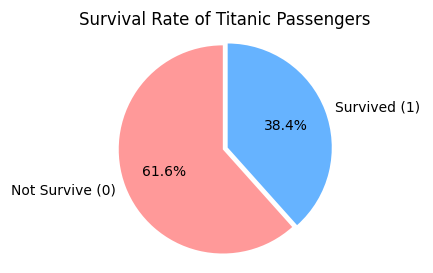 Survival Rate of Titanic Passengers
Survived (1)
38.4%
61.6%
Not Survive (0)